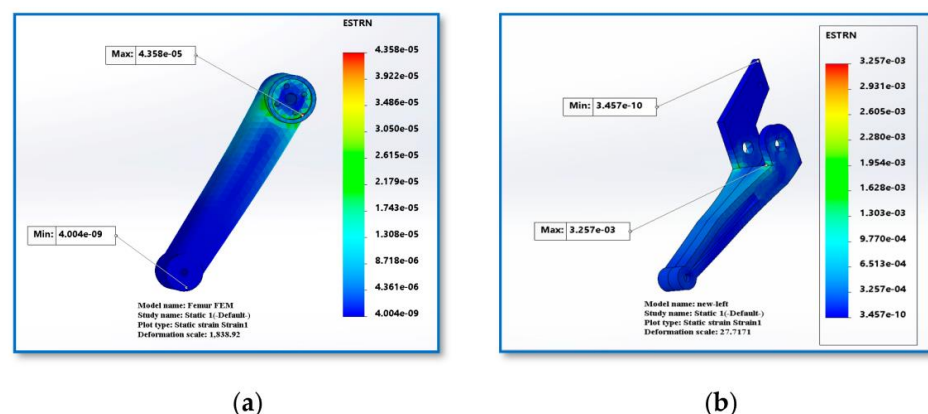 ESTRN
Max: 4.358e-05
4.358e-05
3.922e-05
3.486e-05
3.050e-05
2.615e-05
2.179e-05
1.743e-05
1.308e-05
8.718e-06
4.361e-06
4.004e-09
Min: 4.004e-09
Model name: Femur FEM
Study name: Static 1(-Default-)
Plot type: Static strain Strain1
Deformation scale: 1,838.92
(a)
ESTRN
Min: 3.457e-10
3.257e-03
2.931e-03
2.605e-03
2.280e-03
1.954e-03
1.628e-03
1.303e-03
9.770e-04
6.513e-04
3.257e-04
3.457e-10
Max: 3.257e-03
Model name: new-left
Study name: Static 1(-Default-)
Plot type: Static strain Strain1
Deformation scale: 27.7171
(b)